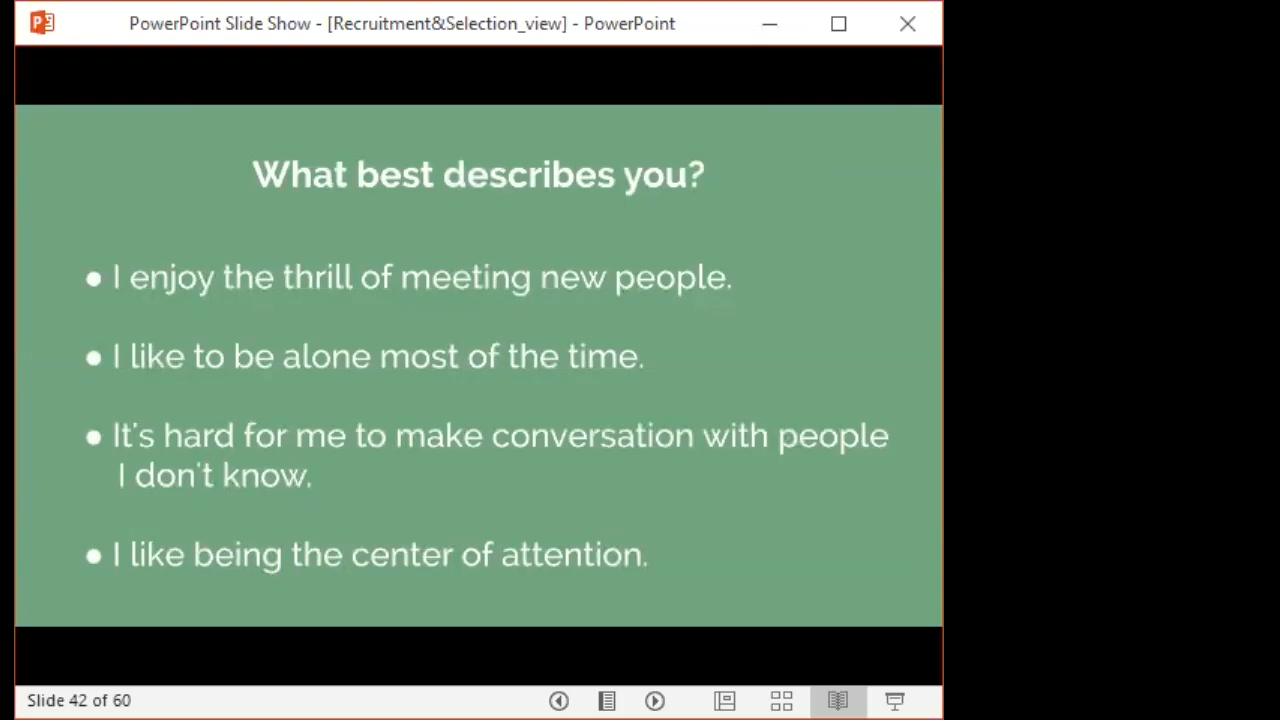 PowerPoint Slide Show - [Recruitment&Selection_view] - PowerPoint
What best describes you?
● I enjoy the thrill of meeting new people.
● I like to be alone most of the time.
● It's hard for me to make conversation with people
I don't know.
● I like being the center of attention.
Slide 42 of 60